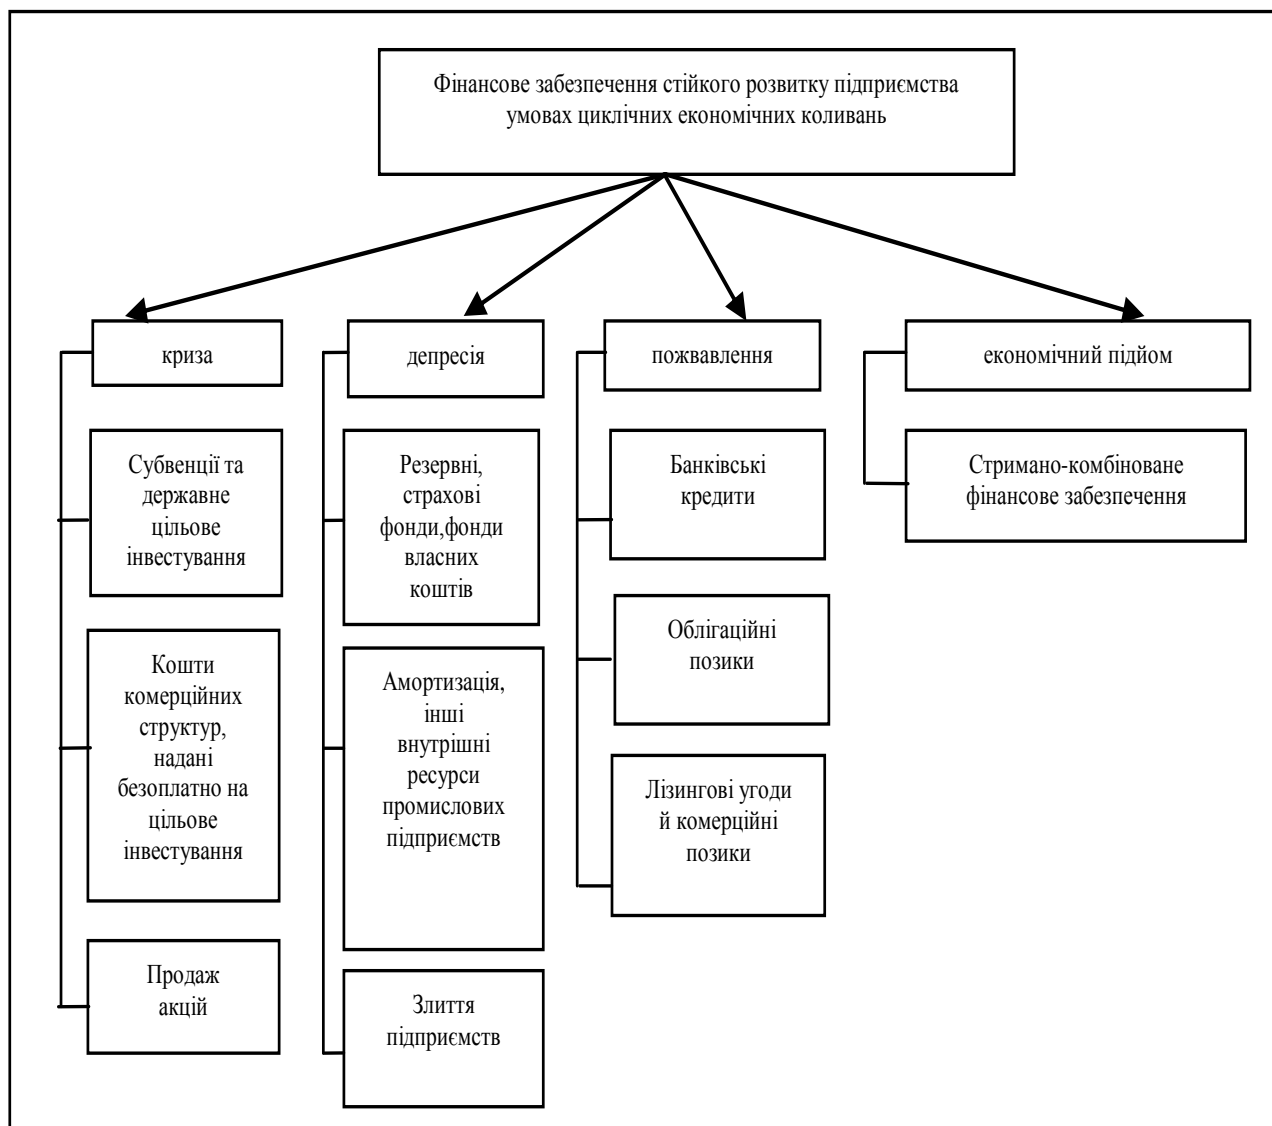 Фінансове забезпечення стійкого розвитку підприємства
умовах циклічних економічних коливань
криза
депресія
пожвавлення
економічний підйом
Субвенції та
державне
цільове
інвестування
Кошти
комерційних
структур,
надані
безоплатно на
цільове
інвестування
Продаж
акцій
Резервні,
страхові
фонди,фонди
власних
коштів
Амортизація,
інші
внутрішні
ресурси
промислових
підприємств
Злиття
підприємств
Банківські
кредити
Облігаційні
позики
Лізингові угоди
й комерційні
позики
Стримано-комбіноване
фінансове забезпечення